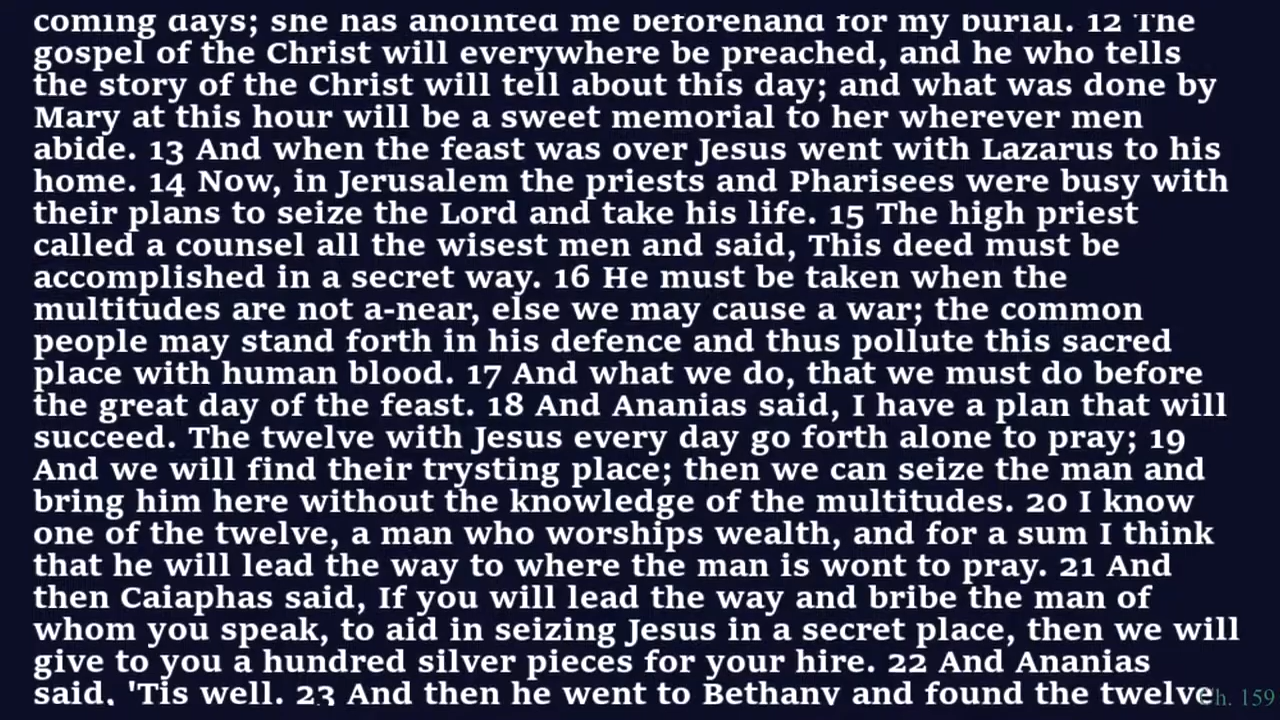 coming days; she has anointed me beforehand for my burial. 12 The
gospel of the Christ will everywhere be preached, and he who tells
the story of the Christ will tell about this day; and what was done by
Mary at this hour will be a sweet memorial to her wherever men
abide. 13 And when the feast was over Jesus went with Lazarus to his
home. 14 Now, in Jerusalem the priests and Pharisees were busy with
their plans to seize the Lord and take his life. 15 The high priest
called a counsel all the wisest men and said, This deed must be
accomplished in a secret way. 16 He must be taken when the
multitudes are not a-near, else we may cause a war; the common
people may stand forth in his defence and thus pollute this sacred
place with human blood. 17 And what we do, that we must do before
the great day of the feast. 18 And Ananias said, I have a plan that will
succeed. The twelve with Jesus every day go forth alone to pray; 19
And we will find their trysting place; then we can seize the man and
bring him here without the knowledge of the multitudes. 20 I know
one of the twelve, a man who worships wealth, and for a sum I think
that he will lead the way to where the man is wont to pray. 21 And
then Caiaphas said, If you will lead the way and bribe the man of
whom you speak, to aid in seizing Jesus in a secret place, then we will
give to you a hundred silver pieces for your hire. 22 And Ananias
said, 'Tis well. 23 And then he went to Bethany and found the twelve
Ch. 159